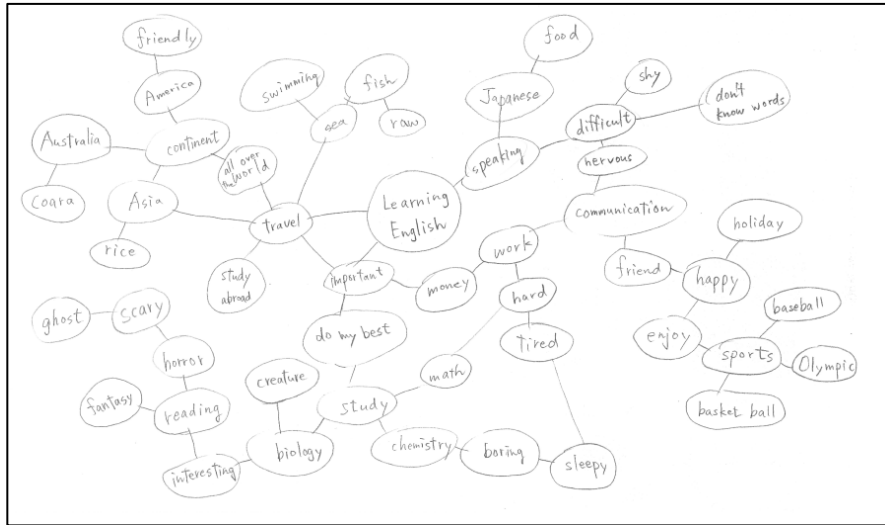 friendly
America
Australia
continent
all over
the world
Coara
Asia
rice
swimming
sea
fish
raw
travel
study
abroad
Learning
English
food
Japanese
speaking
difficult
shy
don't
know words
nervous
communication
friend
happy
holiday
enjoy
sports
baseball
Olympic
basket ball
important
money
work
hard
tired
do my best
study
math
creature
biology
chemistry
boring
sleepy
interesting
reading
fantasy
horror
scary
ghost